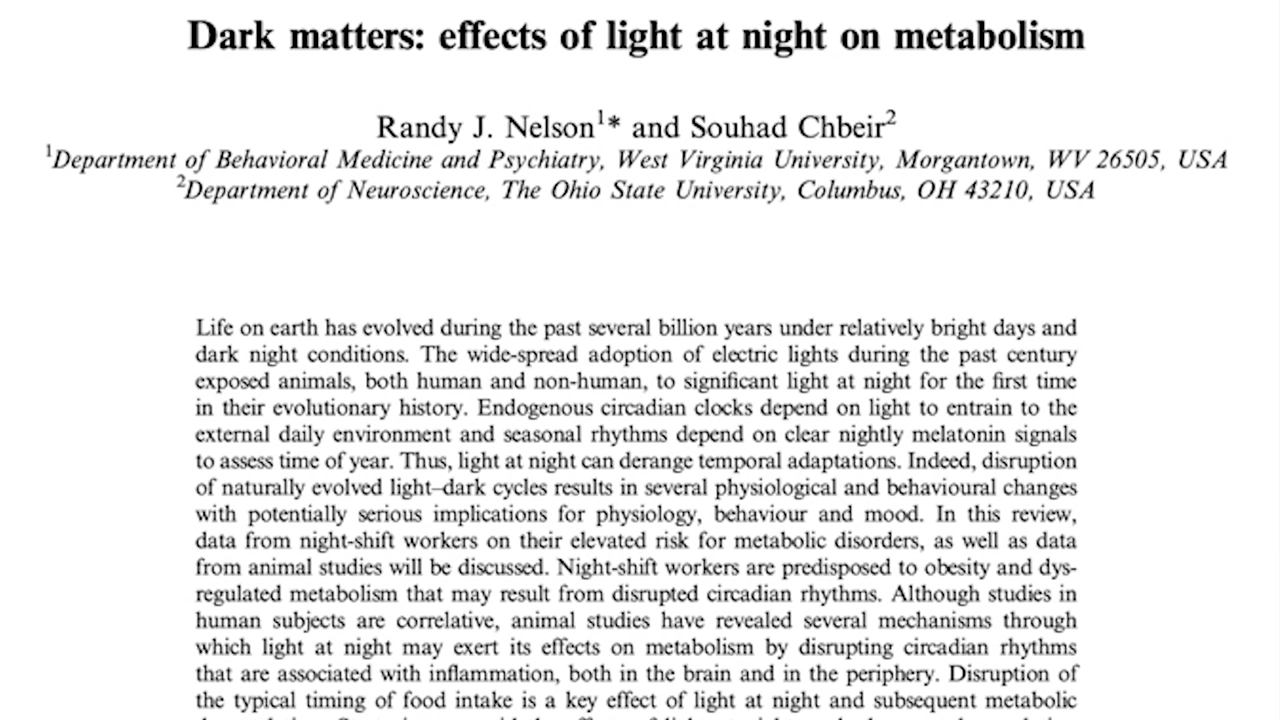 Dark matters: effects of light at night on metabolism
Randy J. Nelson¹* and Souhad Chbeir²
¹Department of Behavioral Medicine and Psychiatry, West Virginia University, Morgantown, WV 26505, USA
²Department of Neuroscience, The Ohio State University, Columbus, OH 43210, USA
Life on earth has evolved during the past several billion years under relatively bright days and
dark night conditions. The wide-spread adoption of electric lights during the past century
exposed animals, both human and non-human, to significant light at night for the first time
in their evolutionary history. Endogenous circadian clocks depend on light to entrain to the
external daily environment and seasonal rhythms depend on clear nightly melatonin signals
to assess time of year. Thus, light at night can derange temporal adaptations. Indeed, disruption
of naturally evolved light–dark cycles results in several physiological and behavioural changes
with potentially serious implications for physiology, behaviour and mood. In this review,
data from night-shift workers on their elevated risk for metabolic disorders, as well as data
from animal studies will be discussed. Night-shift workers are predisposed to obesity and dys-
regulated metabolism that may result from disrupted circadian rhythms. Although studies in
human subjects are correlative, animal studies have revealed several mechanisms through
which light at night may exert its effects on metabolism by disrupting circadian rhythms
that are associated with inflammation, both in the brain and in the periphery. Disruption of
the typical timing of food intake is a key effect of light at night and subsequent metabolic